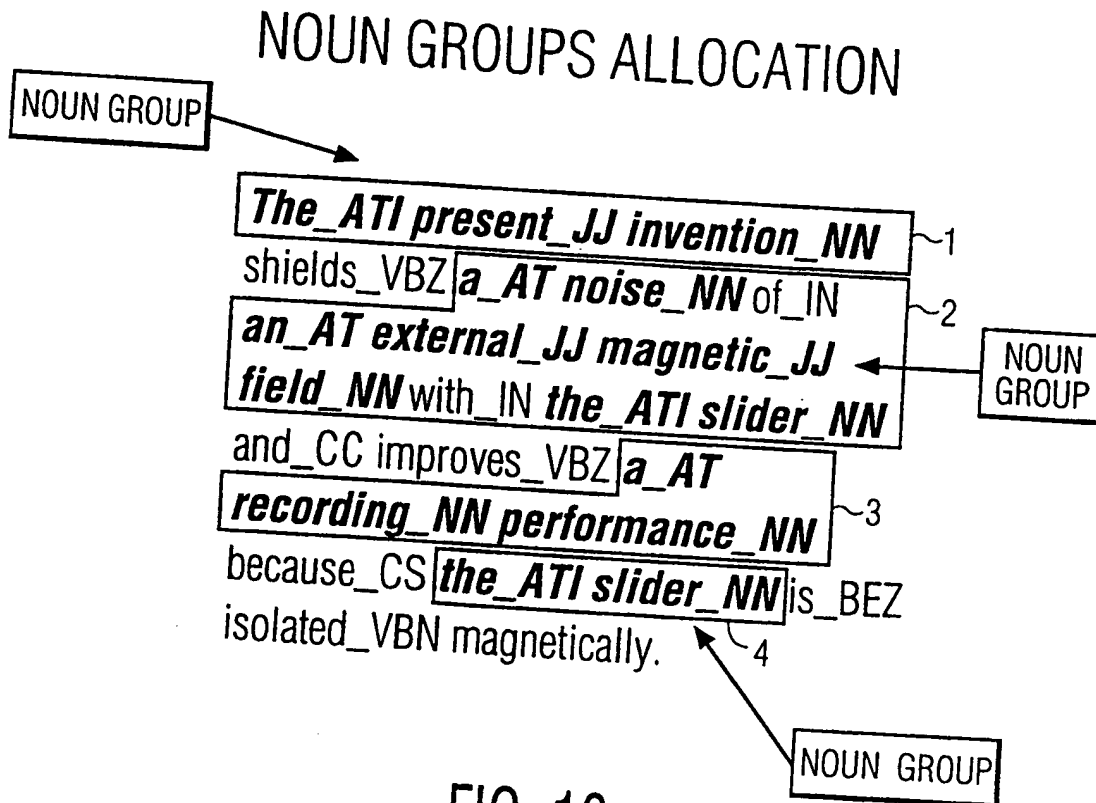 NOUN GROUPS ALLOCATION
NOUN GROUP
The_ATI present_JJ invention_NN
~1
shields_VBZ a_AT noise_NN of_IN
~2
an_AT external_JJ magnetic_JJ
NOUN
GROUP
field_NN with_IN the_ATI slider_NN
and_CC improves_VBZ a_AT
~3
recording_NN performance_NN
because_CS the_ATI slider_NN is_BEZ
4
isolated_VBN magnetically.
NOUN GROUP